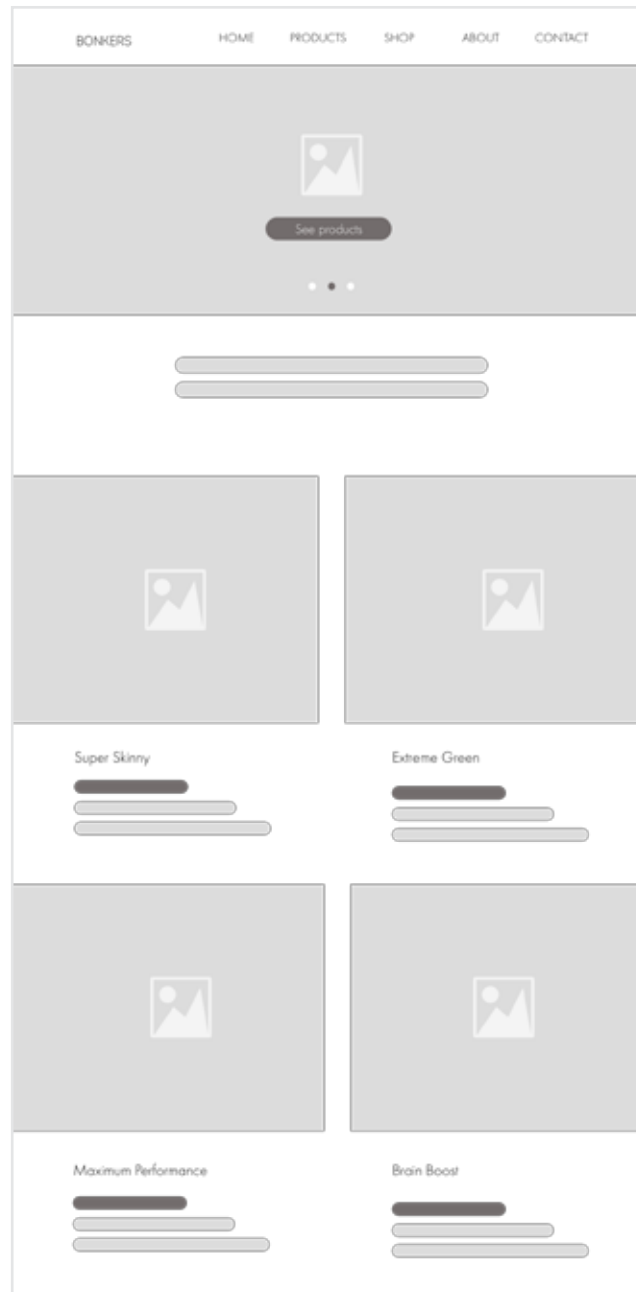 BONKERS HOME PRODUCTS SHOP ABOUT CONTACT
See products
Super Skinny
Extreme Green
Maximum Performance
Brain Boost